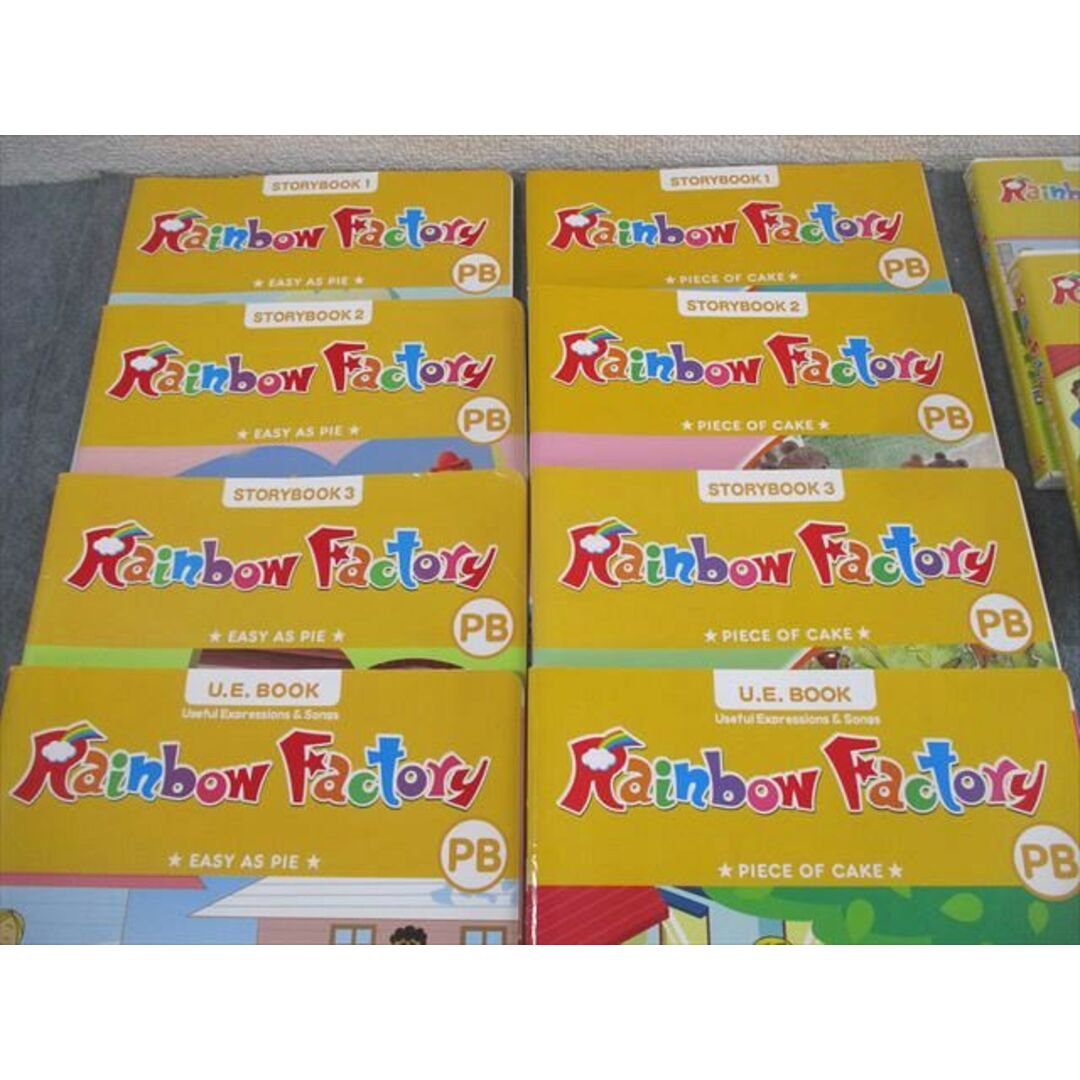 STORYBOOK 1
Rainbow Factory
★ EASY AS PIE ★
PB
STORYBOOK 2
Rainbow Factory
★ EASY AS PIE ★
PB
STORYBOOK 3
Rainbow Factory
★ EASY AS PIE ★
PB
U.E. BOOK
Useful Expressions & Songs
Rainbow Factory
★ EASY AS PIE ★
PB
STORYBOOK 1
Rainbow Factory
★ PIECE OF CAKE ★
PB
STORYBOOK 2
Rainbow Factory
★ PIECE OF CAKE ★
PB
STORYBOOK 3
Rainbow Factory
★ PIECE OF CAKE ★
PB
U.E. BOOK
Useful Expressions & Songs
Rainbow Factory
★ PIECE OF CAKE ★
PB